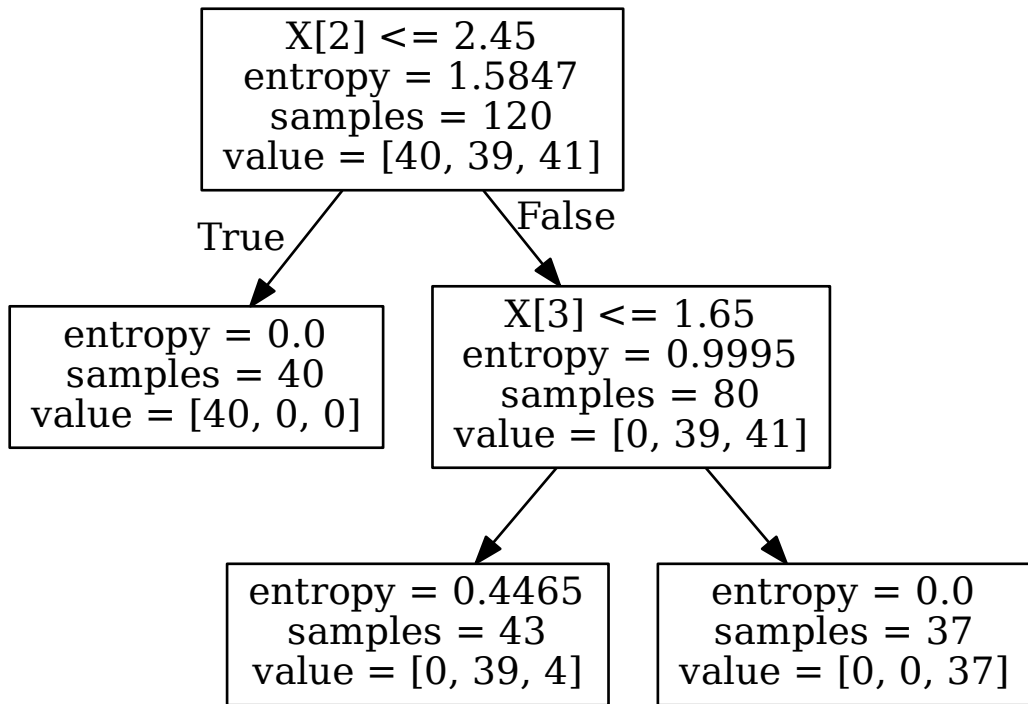 X[2] <= 2.45
entropy = 1.5847
samples = 120
value = [40, 39, 41]
True
False
entropy = 0.0
samples = 40
value = [40, 0, 0]
X[3] <= 1.65
entropy = 0.9995
samples = 80
value = [0, 39, 41]
entropy = 0.4465
samples = 43
value = [0, 39, 4]
entropy = 0.0
samples = 37
value = [0, 0, 37]